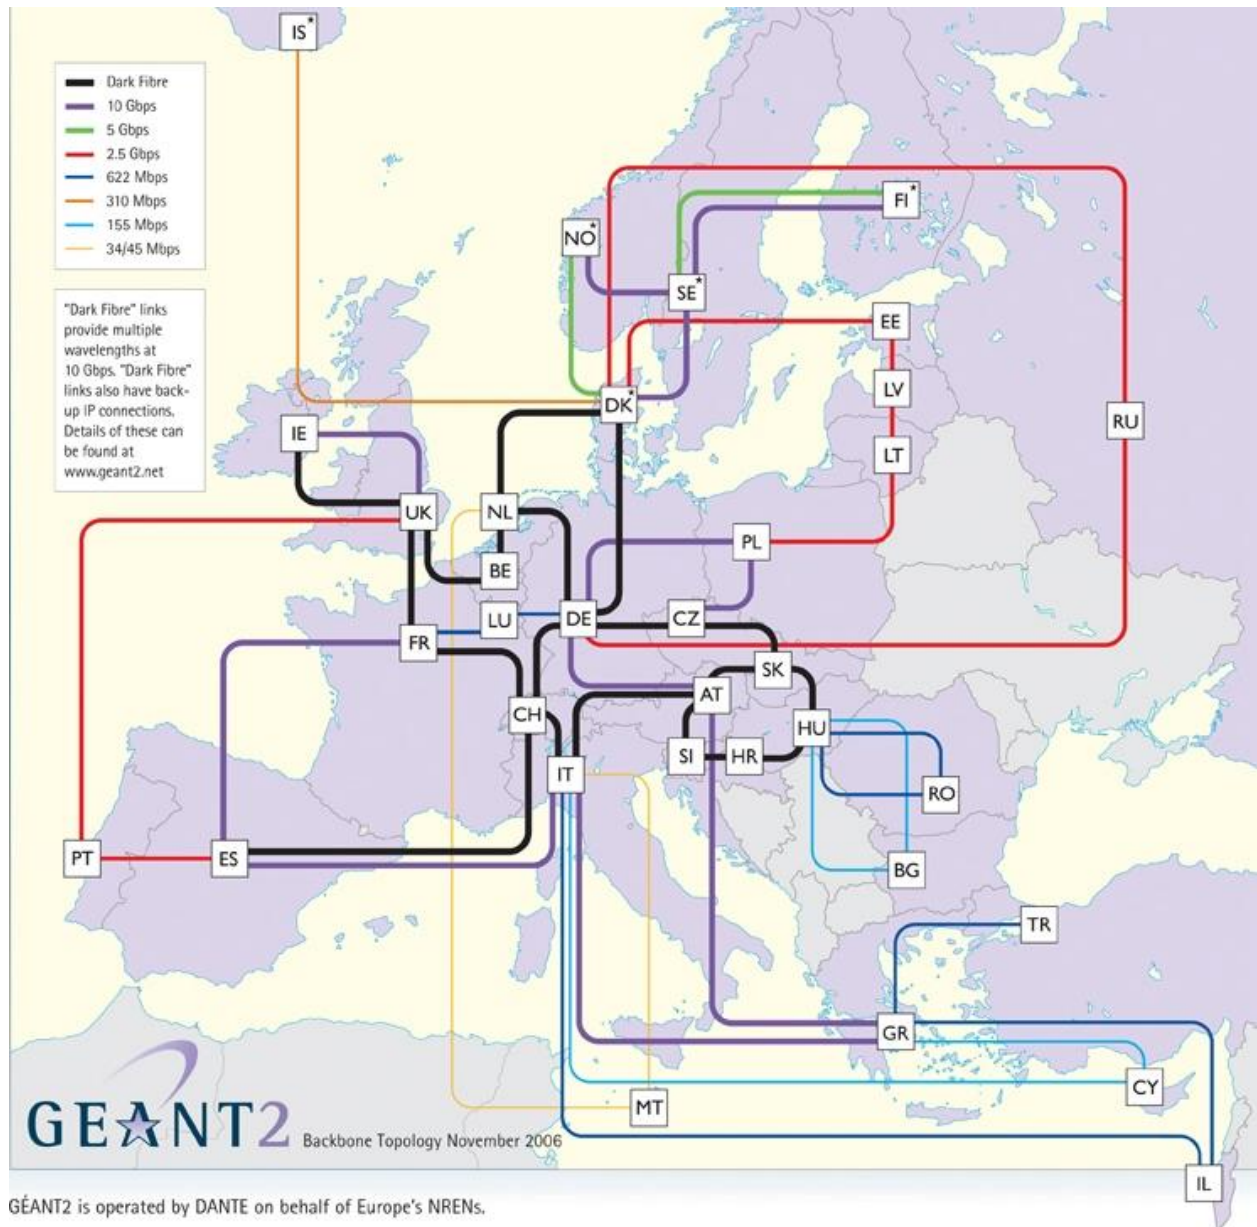 IS*
Dark Fibre
10 Gbps
5 Gbps
2.5 Gbps
622 Mbps
310 Mbps
155 Mbps
34/45 Mbps
"Dark Fibre" links
provide multiple
wavelengths at
10 Gbps. "Dark Fibre"
links also have back-
up IP connections.
Details of these can
be found at
www.geant2.net
FI*
NO*
SE*
EE
LV
DK*
RU
IE
LT
UK
NL
PL
BE
LU
DE
CZ
FR
SK
AT
CH
HU
SI
HR
IT
RO
PT
ES
BG
TR
GR
CY
MT
GEANT2
Backbone Topology November 2006
IL
GÉANT2 is operated by DANTE on behalf of Europe's NRENs.